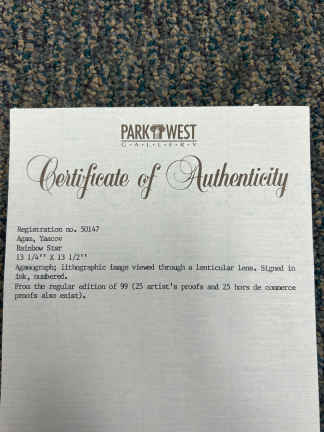 PARK WEST
G·A·L·L·E·R·Y
Certificate of Authenticity
Registration no. 50147
Agam, Yaacov
Rainbow Star
13 1/4'' X 13 1/2''
Agamograph; lithographic image viewed through a lenticular lens. Signed in
ink, numbered.
From the regular edition of 99 (25 artist's proofs and 25 hors de commerce
proofs also exist).